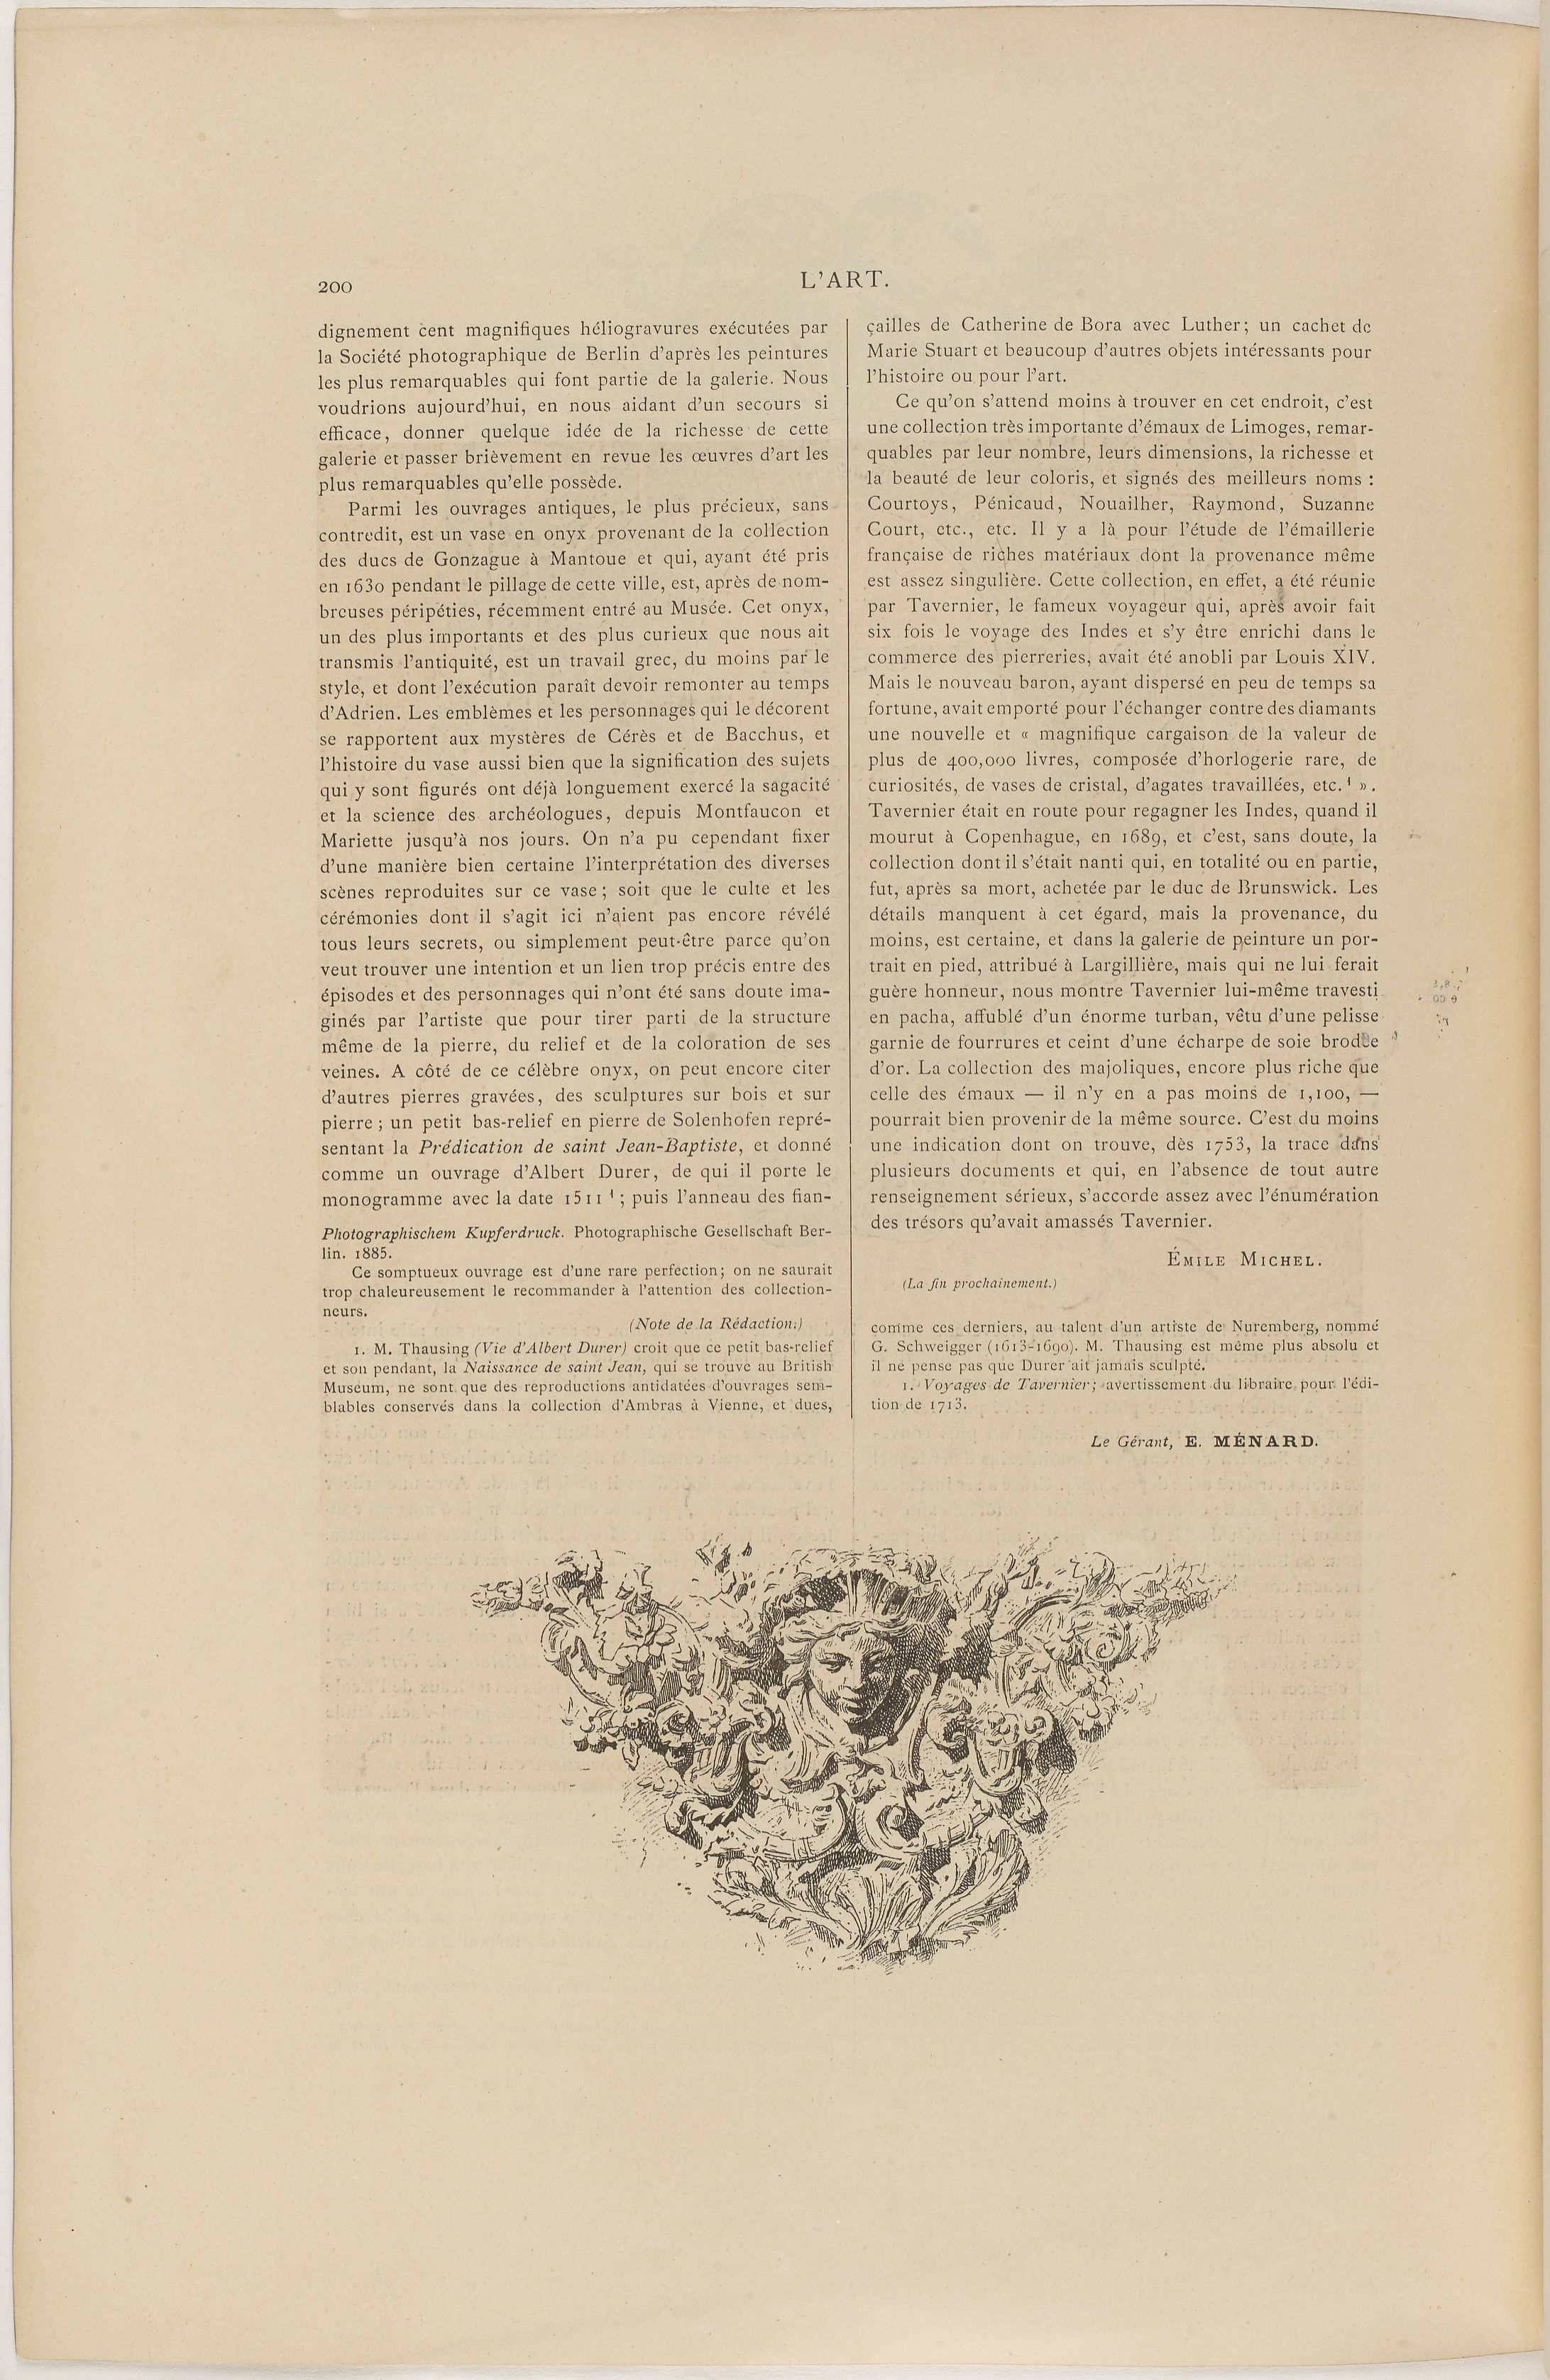 200
L'ART.
dignement cent magnifiques héliogravures exécutées par
la Société photographique de Berlin d'après les peintures
les plus remarquables qui font partie de la galerie. Nous
voudrions aujourd'hui, en nous aidant d'un secours si
efficace, donner quelque idée de la richesse de cette
galerie et passer brièvement en revue les œuvres d'art les
plus remarquables qu'elle possède.
Parmi les ouvrages antiques, le plus précieux, sans
contredit, est un vase en onyx provenant de la collection
des ducs de Gonzague à Mantoue et qui, ayant été pris
en 1630 pendant le pillage de cette ville, est, après de nom-
breuses péripéties, récemment entré au Musée. Cet onyx,
un des plus importants et des plus curieux que nous ait
transmis l'antiquité, est un travail grec, du moins par le
style, et dont l'exécution paraît devoir remonter au temps
d'Adrien. Les emblèmes et les personnages qui le décorent
se rapportent aux mystères de Cérès et de Bacchus, et
l'histoire du vase aussi bien que la signification des sujets
qui y sont figurés ont déjà longuement exercé la sagacité
et la science des archéologues, depuis Montfaucon et
Mariette jusqu'à nos jours. On n'a pu cependant fixer
d'une manière bien certaine l'interprétation des diverses
scènes reproduites sur ce vase; soit que le culte et les
cérémonies dont il s'agit ici n'aient pas encore révélé
tous leurs secrets, ou simplement peut-être parce qu'on
veut trouver une intention et un lien trop précis entre des
épisodes et des personnages qui n'ont été sans doute ima-
ginés par l'artiste que pour tirer parti de la structure
même de la pierre, du relief et de la coloration de ses
veines. A côté de ce célèbre onyx, on peut encore citer
d'autres pierres gravées, des sculptures sur bois et sur
pierre; un petit bas-relief en pierre de Solenhofen repré-
sentant la Prédication de saint Jean-Baptiste, et donné
comme un ouvrage d'Albert Durer, de qui il porte le
monogramme avec la date 1511 ¹; puis l'anneau des fian-
Photographischem Kupferdruck. Photographische Gesellschaft Ber-
lin. 1885.
Ce somptueux ouvrage est d'une rare perfection; on ne saurait
trop chaleureusement le recommander à l'attention des collection-
neurs.
(Note de la Rédaction.)
1. M. Thausing (Vie d'Albert Durer) croit que ce petit bas-relief
et son pendant, la Naissance de saint Jean, qui se trouve au British
Museum, ne sont que des reproductions antidatées d'ouvrages sem-
blables conservés dans la collection d'Ambras à Vienne, et dues,
çailles de Catherine de Bora avec Luther; un cachet de
Marie Stuart et beaucoup d'autres objets intéressants pour
l'histoire ou pour l'art.
Ce qu'on s'attend moins à trouver en cet endroit, c'est
une collection très importante d'émaux de Limoges, remar-
quables par leur nombre, leurs dimensions, la richesse et
la beauté de leur coloris, et signés des meilleurs noms :
Courtoys, Pénicaud, Nouailher, Raymond, Suzanne
Court, etc., etc. Il y a là pour l'étude de l'émaillerie
française de riches matériaux dont la provenance même
est assez singulière. Cette collection, en effet, a été réunie
par Tavernier, le fameux voyageur qui, après avoir fait
six fois le voyage des Indes et s'y être enrichi dans le
commerce des pierreries, avait été anobli par Louis XIV.
Mais le nouveau baron, ayant dispersé en peu de temps sa
fortune, avait emporté pour l'échanger contre des diamants
une nouvelle et « magnifique cargaison de la valeur de
plus de 400,000 livres, composée d'horlogerie rare, de
curiosités, de vases de cristal, d'agates travaillées, etc. ¹ ».
Tavernier était en route pour regagner les Indes, quand il
mourut à Copenhague, en 1689, et c'est, sans doute, la
collection dont il s'était nanti qui, en totalité ou en partie,
fut, après sa mort, achetée par le duc de Brunswick. Les
détails manquent à cet égard, mais la provenance, du
moins, est certaine, et dans la galerie de peinture un por-
trait en pied, attribué à Largillière, mais qui ne lui ferait
guère honneur, nous montre Tavernier lui-même travesti
en pacha, affublé d'un énorme turban, vêtu d'une pelisse
garnie de fourrures et ceint d'une écharpe de soie brodée
d'or. La collection des majoliques, encore plus riche que
celle des émaux — il n'y en a pas moins de 1,100, —
pourrait bien provenir de la même source. C'est du moins
une indication dont on trouve, dès 1753, la trace dans
plusieurs documents et qui, en l'absence de tout autre
renseignement sérieux, s'accorde assez avec l'énumération
des trésors qu'avait amassés Tavernier.
ÉMILE MICHEL.
(La fin prochainement.)
comme ces derniers, au talent d'un artiste de Nuremberg, nommé
G. Schweigger (1613-1690). M. Thausing est même plus absolu et
il ne pense pas que Durer ait jamais sculpté.
1. Voyages de Tavernier; avertissement du libraire pour l'édi-
tion de 1713.
Le Gérant, E. MÉNARD.